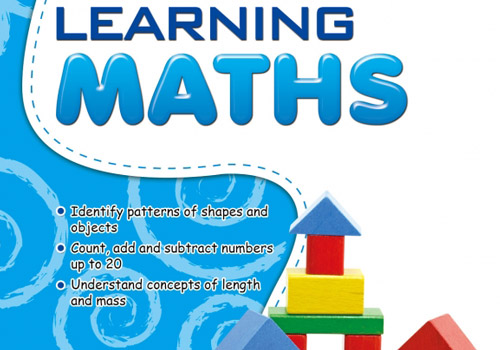 LEARNING
MATHS
Identify patterns of shapes and
objects
Count, add and subtract numbers
up to 20
Understand concepts of length
and mass